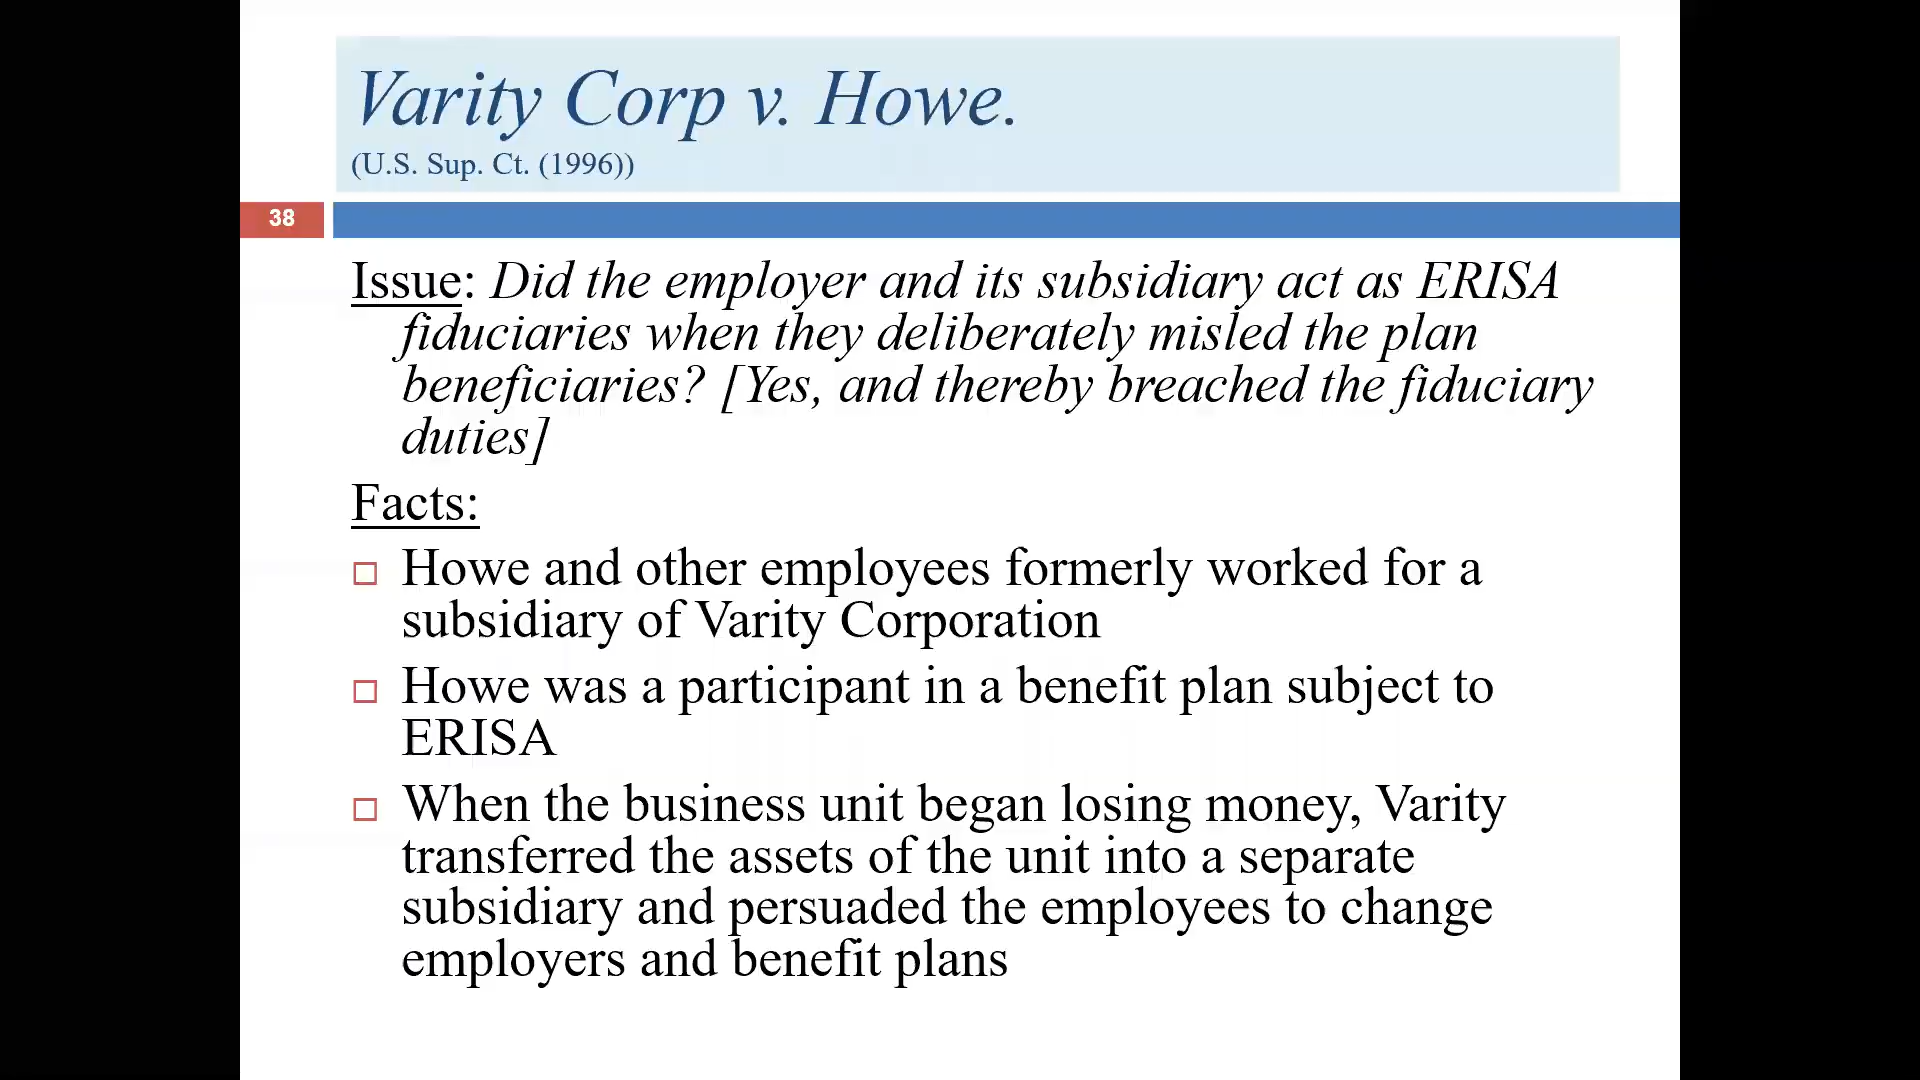 Varity Corp v. Howe.
(U.S. Sup. Ct. (1996))
38
Issue: Did the employer and its subsidiary act as ERISA
fiduciaries when they deliberately misled the plan
beneficiaries? [Yes, and thereby breached the fiduciary
duties]
Facts:
Howe and other employees formerly worked for a
subsidiary of Varity Corporation
Howe was a participant in a benefit plan subject to
ERISA
When the business unit began losing money, Varity
transferred the assets of the unit into a separate
subsidiary and persuaded the employees to change
employers and benefit plans